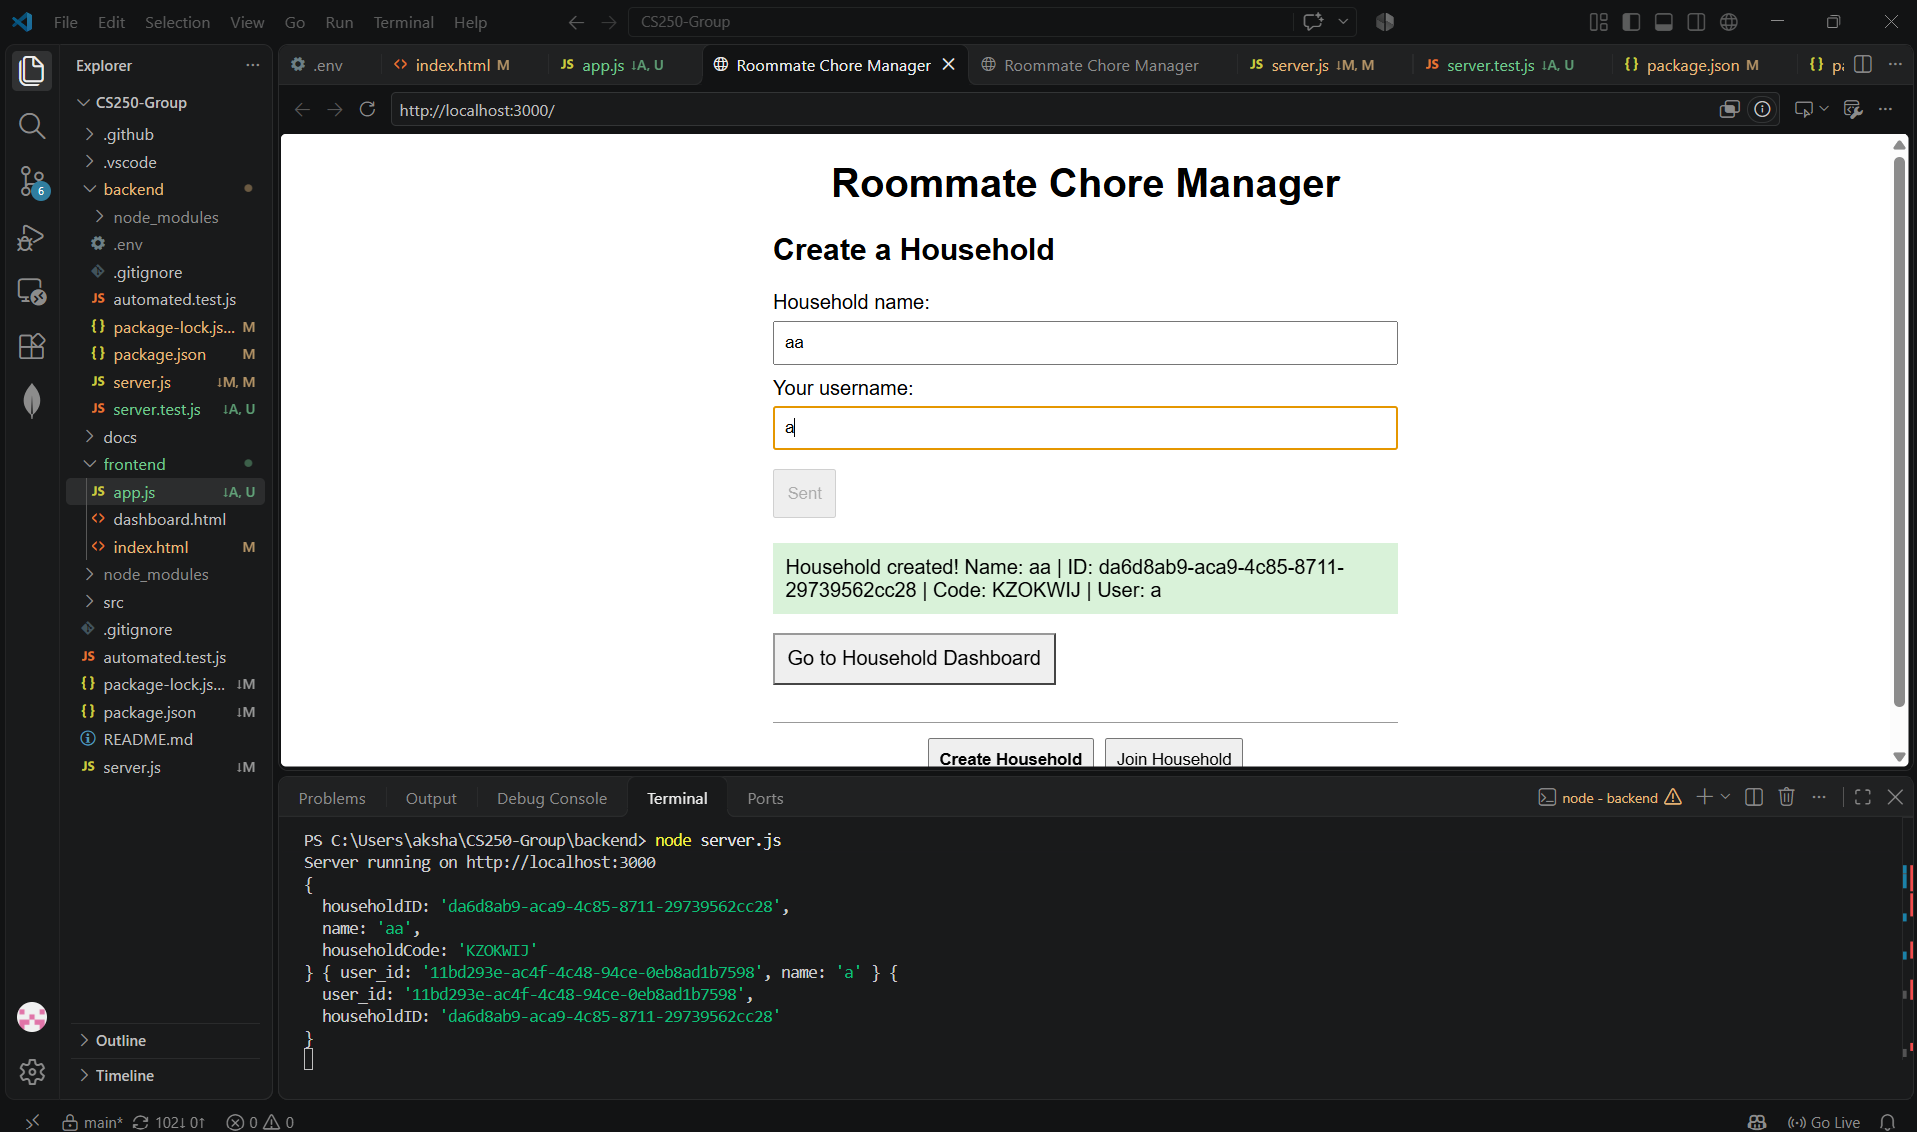 File Edit Selection View Go Run Terminal Help
CS250-Group
Explorer
.env
index.html M
app.js ↓A, U
Roommate Chore Manager
Roommate Chore Manager
server.js ↓M, M
server.test.js ↓A, U
package.json M
pa
http://localhost:3000/
CS250-Group
.github
.vscode
backend
node_modules
.env
.gitignore
automated.test.js
package-lock.js... M
package.json M
server.js ↓M, M
server.test.js ↓A, U
docs
frontend
app.js ↓A, U
dashboard.html
index.html M
node_modules
src
.gitignore
automated.test.js
package-lock.js... ↓M
package.json ↓M
README.md
server.js ↓M
Outline
Timeline
6
Roommate Chore Manager
Create a Household
Household name:
aa
Your username:
a
Sent
Household created! Name: aa | ID: da6d8ab9-aca9-4c85-8711-
29739562cc28 | Code: KZOKWIJ | User: a
Go to Household Dashboard
Create Household
Join Household
Problems Output Debug Console Terminal Ports
node - backend
PS C:\Users\aksha\CS250-Group\backend> node server.js
Server running on http://localhost:3000
{
householdID: 'da6d8ab9-aca9-4c85-8711-29739562cc28',
name: 'aa',
householdCode: 'KZOKWIJ'
} { user_id: '11bd293e-ac4f-4c48-94ce-0eb8ad1b7598', name: 'a' } {
user_id: '11bd293e-ac4f-4c48-94ce-0eb8ad1b7598',
householdID: 'da6d8ab9-aca9-4c85-8711-29739562cc28'
}
main* 102↓ 0↑ 0 0
Go Live